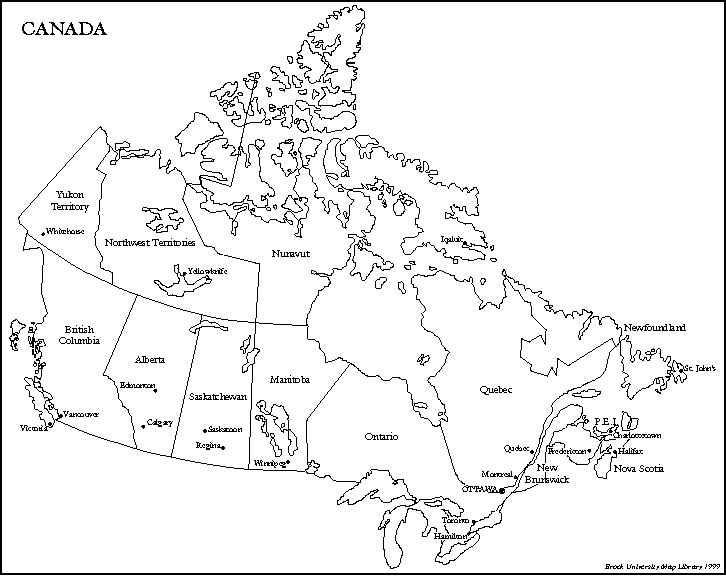 CANADA
Yukon
Territory
Whitehorse
Northwest Territories
Yellowknife
Nunavut
Iqaluit
British
Columbia
Alberta
Edmonton
Calgary
Vancouver
Victoria
Saskatchewan
Saskatoon
Regina
Manitoba
Winnipeg
Ontario
OTTAWA
Toronto
Hamilton
Quebec
Quebec
Montreal
Newfoundland
St. John's
P.E.I.
Charlottetown
Fredericton
Halifax
New
Brunswick
Nova Scotia
Brock University Map Library 1999